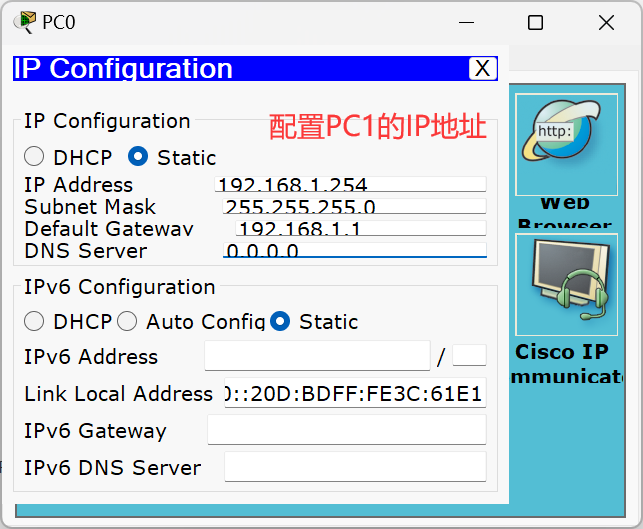 PC0
IP Configuration
X
IP Configuration
配置PC1的IP地址
DHCP
Static
IP Address
192.168.1.254
Subnet Mask
255.255.255.0
Default Gateway
192.168.1.1
DNS Server
0.0.0.0
IPv6 Configuration
DHCP
Auto Config
Static
IPv6 Address
/
Link Local Address
0::20D:BDFF:FE3C:61E1
IPv6 Gateway
IPv6 DNS Server
http:
Web
Browser
Cisco IP
mmunicat